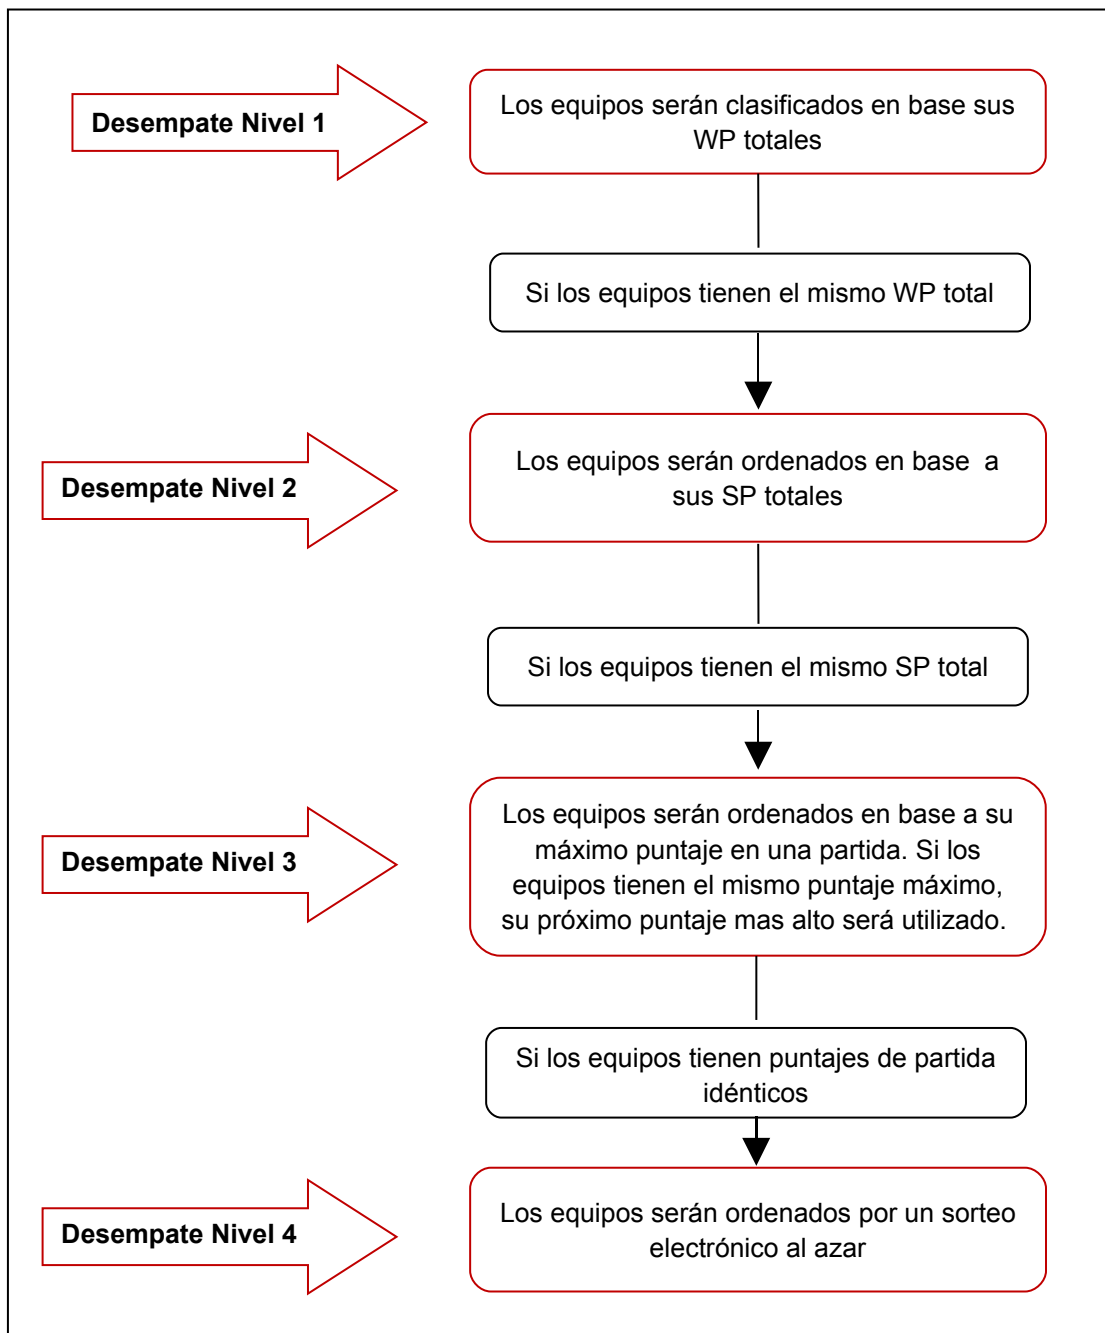 Desempate Nivel 1
Los equipos serán clasificados en base sus
WP totales
Si los equipos tienen el mismo WP total
Desempate Nivel 2
Los equipos serán ordenados en base  a
sus SP totales
Si los equipos tienen el mismo SP total
Desempate Nivel 3
Los equipos serán ordenados en base a su
máximo puntaje en una partida. Si los
equipos tienen el mismo puntaje máximo,
su próximo puntaje mas alto será utilizado.
Si los equipos tienen puntajes de partida
idénticos
Desempate Nivel 4
Los equipos serán ordenados por un sorteo
electrónico al azar